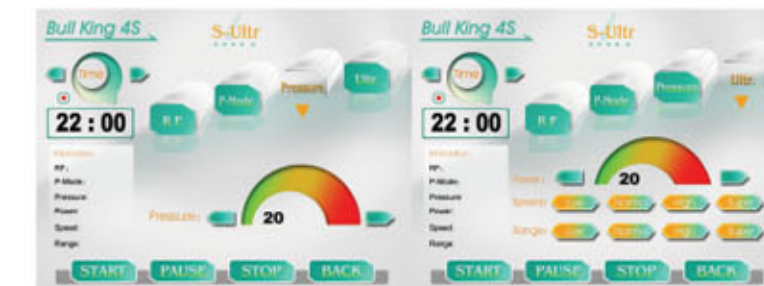 Bull King 4S
S-Ultr
Time
R.F
P-Mode
Pressure
Ultr.
22 : 00
Information:
RF:
P-Mode:
Pressure
Power:
Speed:
Range:
Pressure:
20
START
PAUSE
STOP
BACK
Bull King 4S
S-Ultr
Time
R.F
P-Mode
Pressure
Ultr.
22 : 00
Information:
RF:
P-Mode:
Pressure
Power:
Speed:
Range
Power:
20
Speed:
Low
Normal
High
Super
Range:
Low
Normal
High
Super
START
PAUSE
STOP
BACK